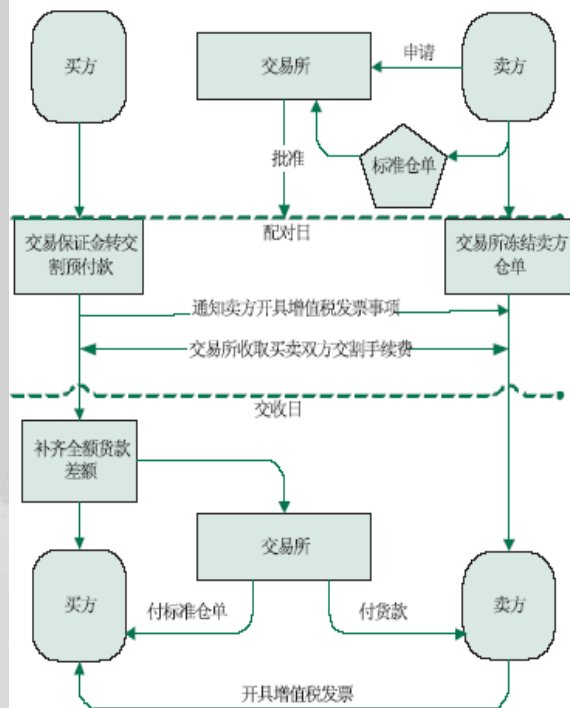 买方
交易所
申请
卖方
标准仓单
批准
配对日
交易保证金转交
割预付款
交易所冻结卖方
仓单
通知卖方开具增值税发票事项
交易所收取买卖双方交割手续费
交收日
补齐全额货款
差额
交易所
买方
付标准仓单
付货款
卖方
开具增值税发票